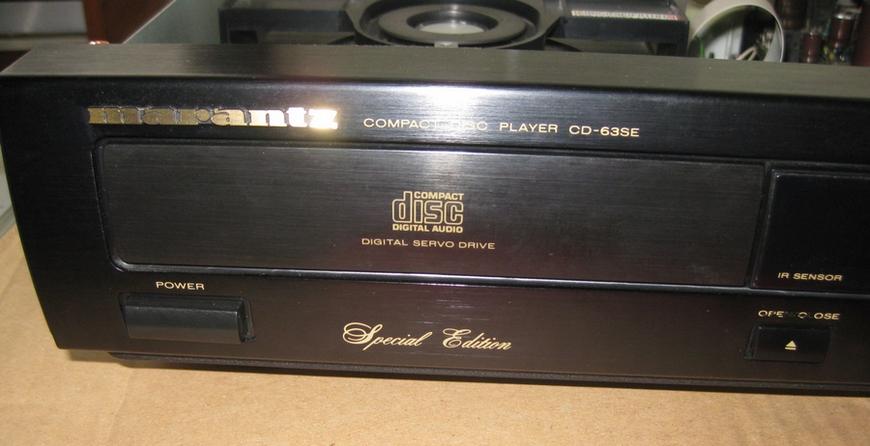 marantz COMPACT DISC PLAYER CD-63SE
COMPACT
disc
DIGITAL AUDIO
DIGITAL SERVO DRIVE
IR SENSOR
POWER
OPEN/CLOSE
Special Edition